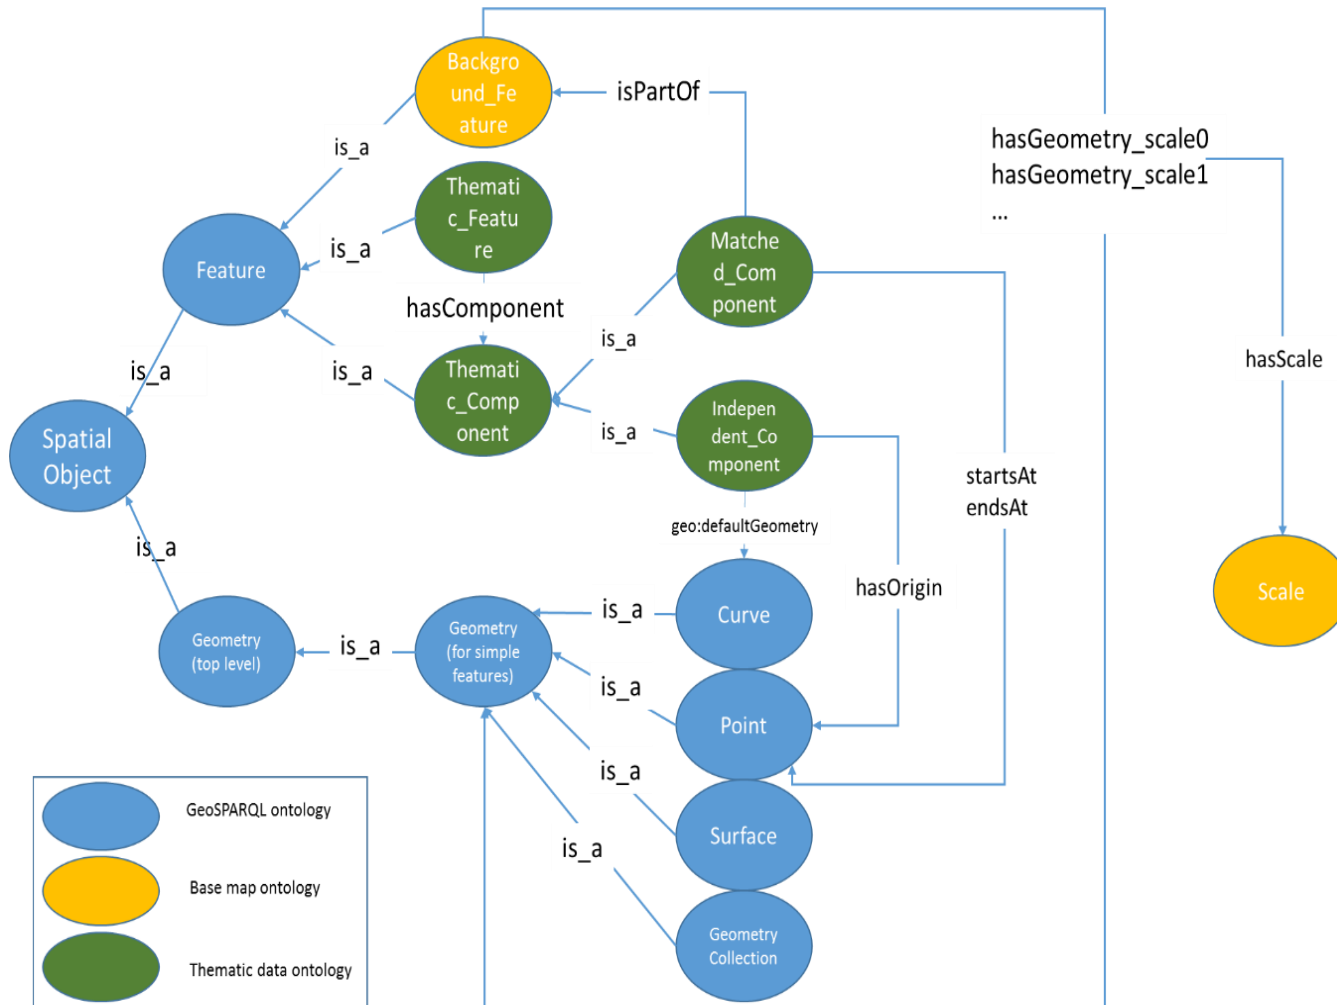 Backgro
und_Fe
ature
isPartOf
hasGeometry_scale0
hasGeometry_scale1
...
is_a
Themati
c_Featu
re
is_a
Feature
Matche
d_Com
ponent
hasComponent
is_a
is_a
hasScale
is_a
Themati
c_Comp
onent
Indepen
dent_Co
mponent
is_a
Spatial
Object
startsAt
endsAt
geo:defaultGeometry
is_a
hasOrigin
Scale
Curve
is_a
Geometry
(top level)
is_a
Geometry
(for simple
features)
is_a
Point
is_a
Surface
is_a
Geometry
Collection
GeoSPARQL ontology
Base map ontology
Thematic data ontology